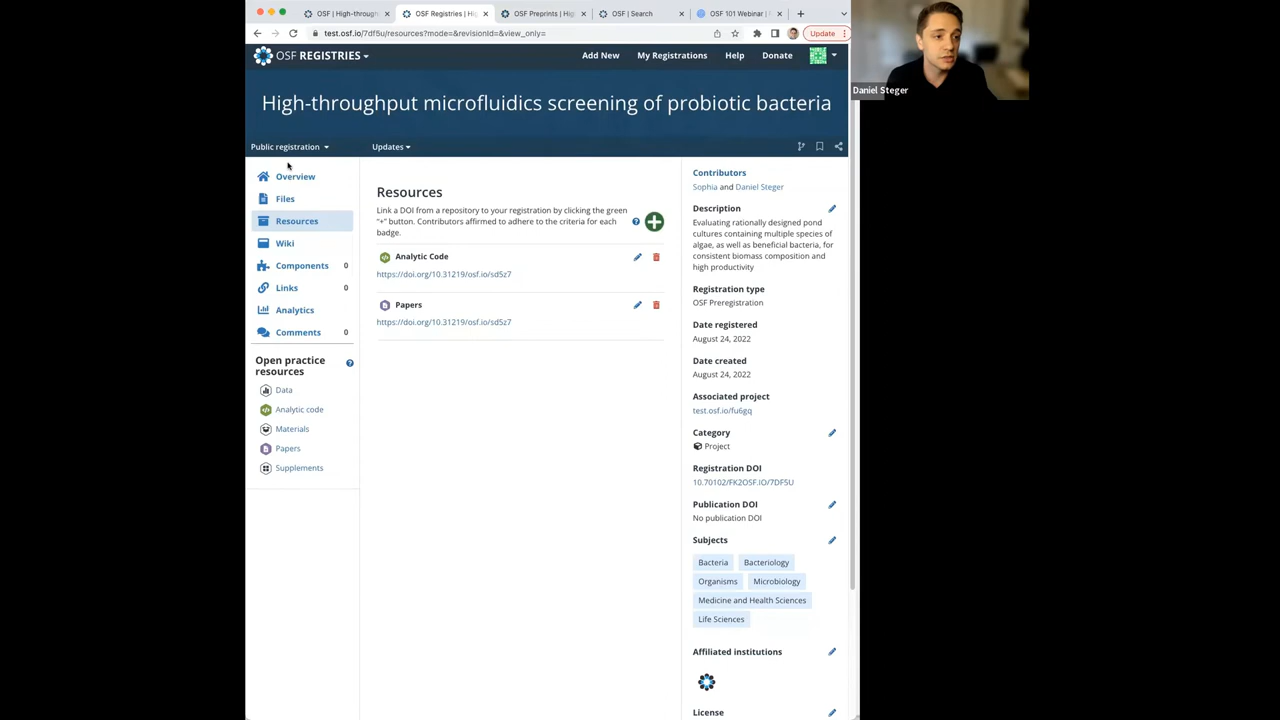 OSF | High-through
OSF Registries | Hi
OSF Preprints | Hig
OSF | Search
OSF 101 Webinar |
test.osf.io/7df5u/resources?mode=&revisionId=&view_only=
Update
OSF REGISTRIES
Add New
My Registrations
Help
Donate
Daniel Steger
High-throughput microfluidics screening of probiotic bacteria
Public registration
Updates
Overview
Files
Resources
Wiki
Components 0
Links 0
Analytics
Comments 0
Open practice
resources
Data
Analytic code
Materials
Papers
Supplements
Resources
Link a DOI from a repository to your registration by clicking the green
"+" button. Contributors affirmed to adhere to the criteria for each
badge.
Analytic Code
https://doi.org/10.31219/osf.io/sd5z7
Papers
https://doi.org/10.31219/osf.io/sd5z7
Contributors
Sophia and Daniel Steger
Description
Evaluating rationally designed pond
cultures containing multiple species of
algae, as well as beneficial bacteria, for
consistent biomass composition and
high productivity
Registration type
OSF Preregistration
Date registered
August 24, 2022
Date created
August 24, 2022
Associated project
test.osf.io/fu6gq
Category
Project
Registration DOI
10.70102/FK2OSF.IO/7DF5U
Publication DOI
No publication DOI
Subjects
Bacteria
Bacteriology
Organisms
Microbiology
Medicine and Health Sciences
Life Sciences
Affiliated institutions
License